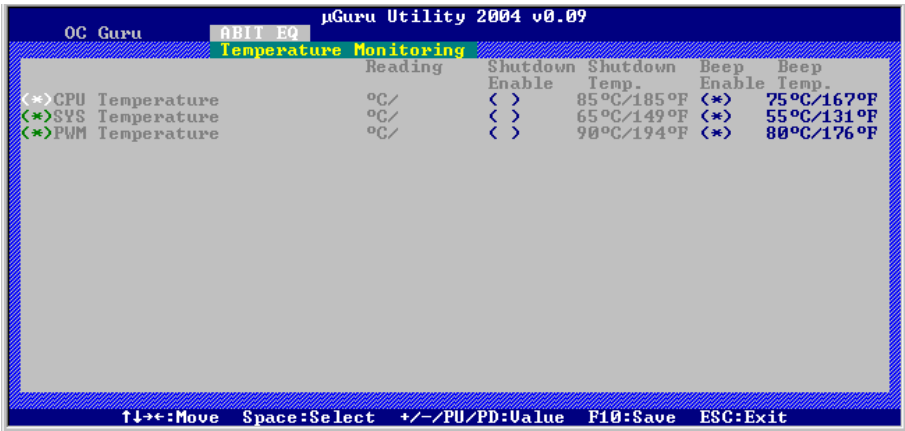 µGuru Utility 2004 v0.09
OC Guru ABIT EQ
Temperature Monitoring
Reading Shutdown Shutdown Beep Beep
Enable Temp. Enable Temp.
(*)CPU Temperature ºC/ ( ) 85ºC/185ºF (*) 75ºC/167ºF
(*)SYS Temperature ºC/ ( ) 65ºC/149ºF (*) 55ºC/131ºF
(*)PWM Temperature ºC/ ( ) 90ºC/194ºF (*) 80ºC/176ºF
↑↓→←:Move Space:Select +/-/PU/PD:Value F10:Save ESC:Exit